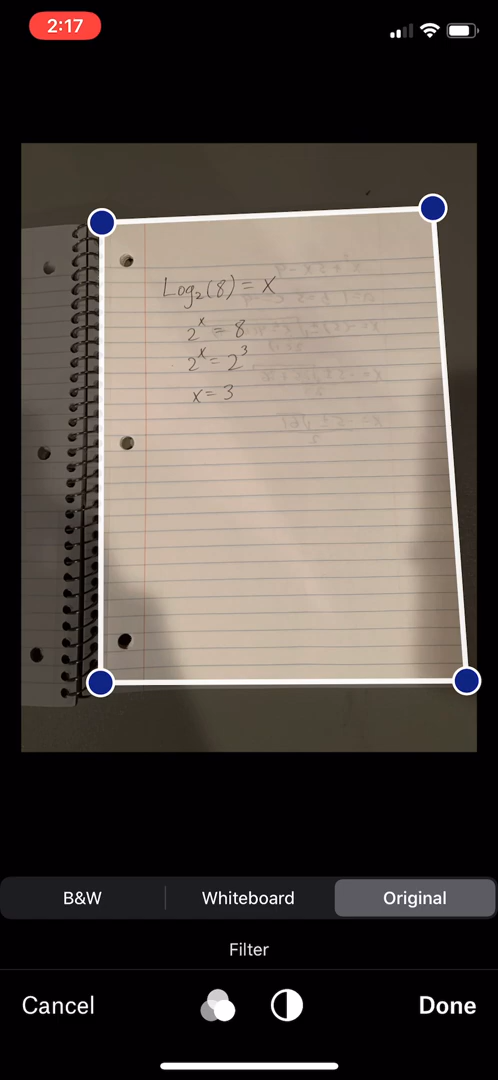 2:17
Log₂(8) = x
2ˣ = 8
2ˣ = 2³
x = 3
B&W Whiteboard Original
Filter
Cancel Done